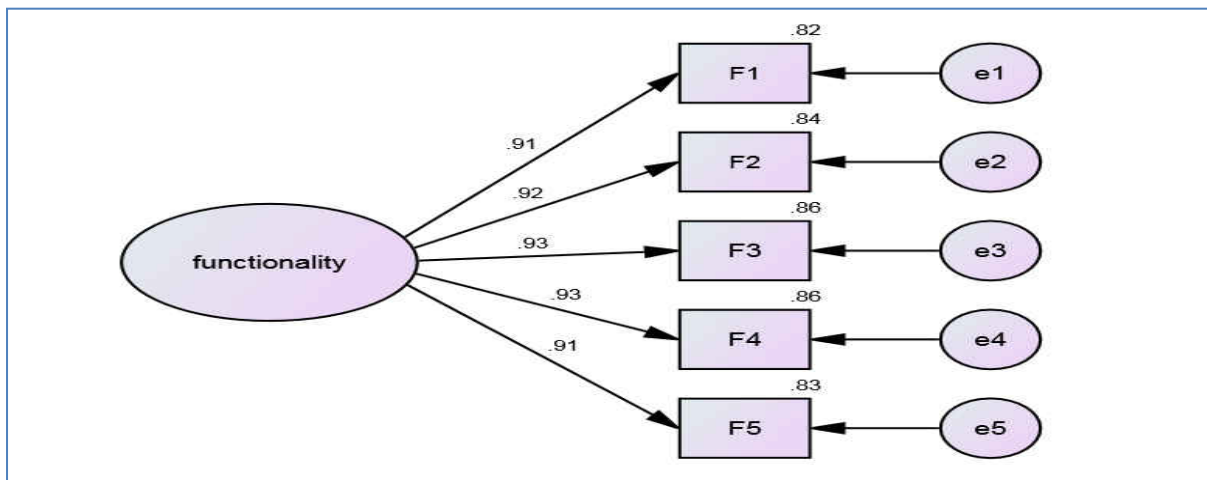 .82
F1
e1
.91
.84
F2
e2
.92
.86
F3
e3
.93
functionality
.86
F4
e4
.93
.83
F5
e5
.91